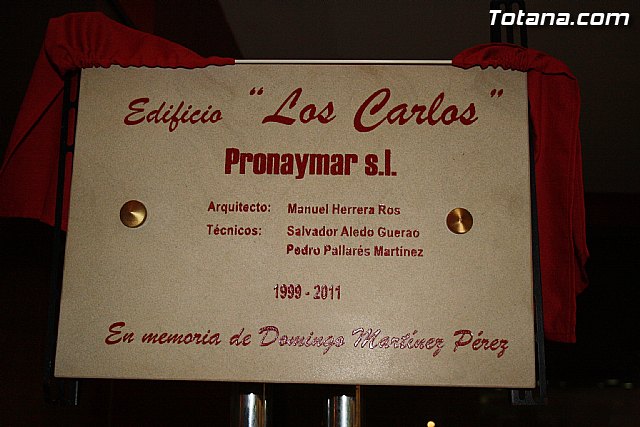 Totana.com
Edificio "Los Carlos"
Pronaymar s.l.
Arquitecto: Manuel Herrera Ros
Técnicos: Salvador Aledo Guerao
Pedro Pallarés Martínez
1999 - 2011
En memoria de Domingo Martínez Pérez